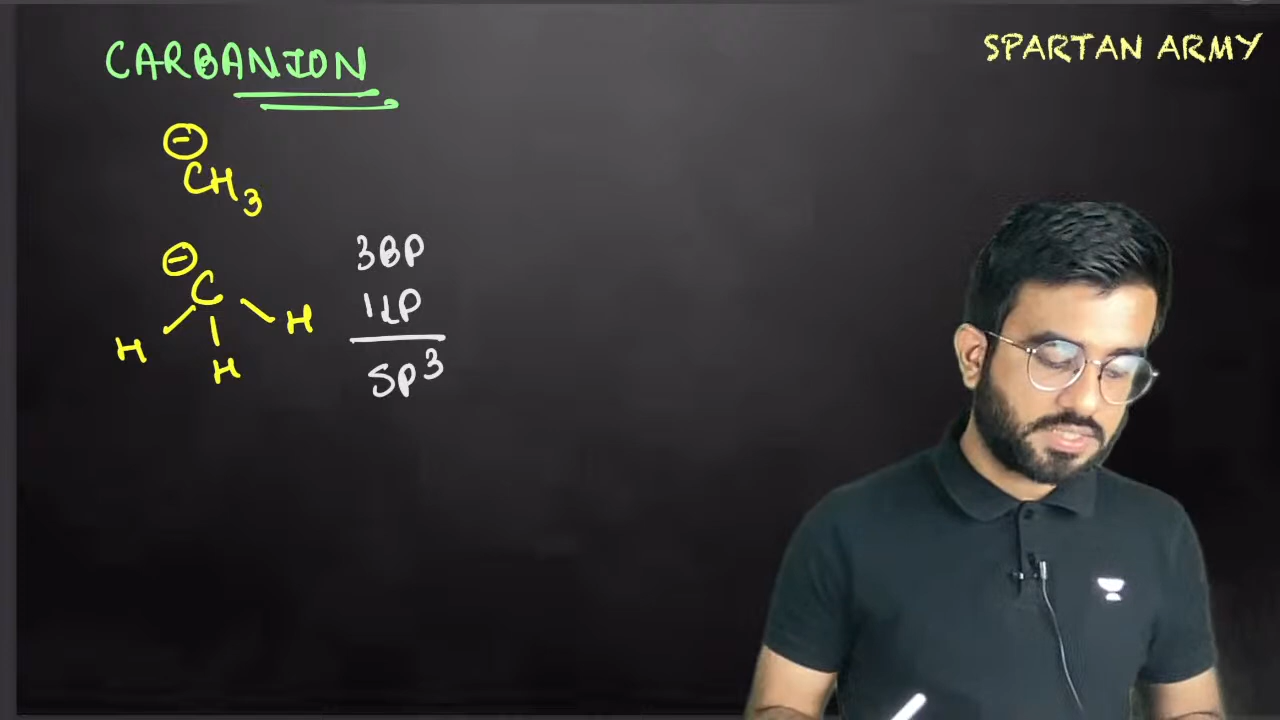 CARBANION
SPARTAN ARMY
⊖
CH3
⊖
C
H
H
H
3BP
1LP
SP3